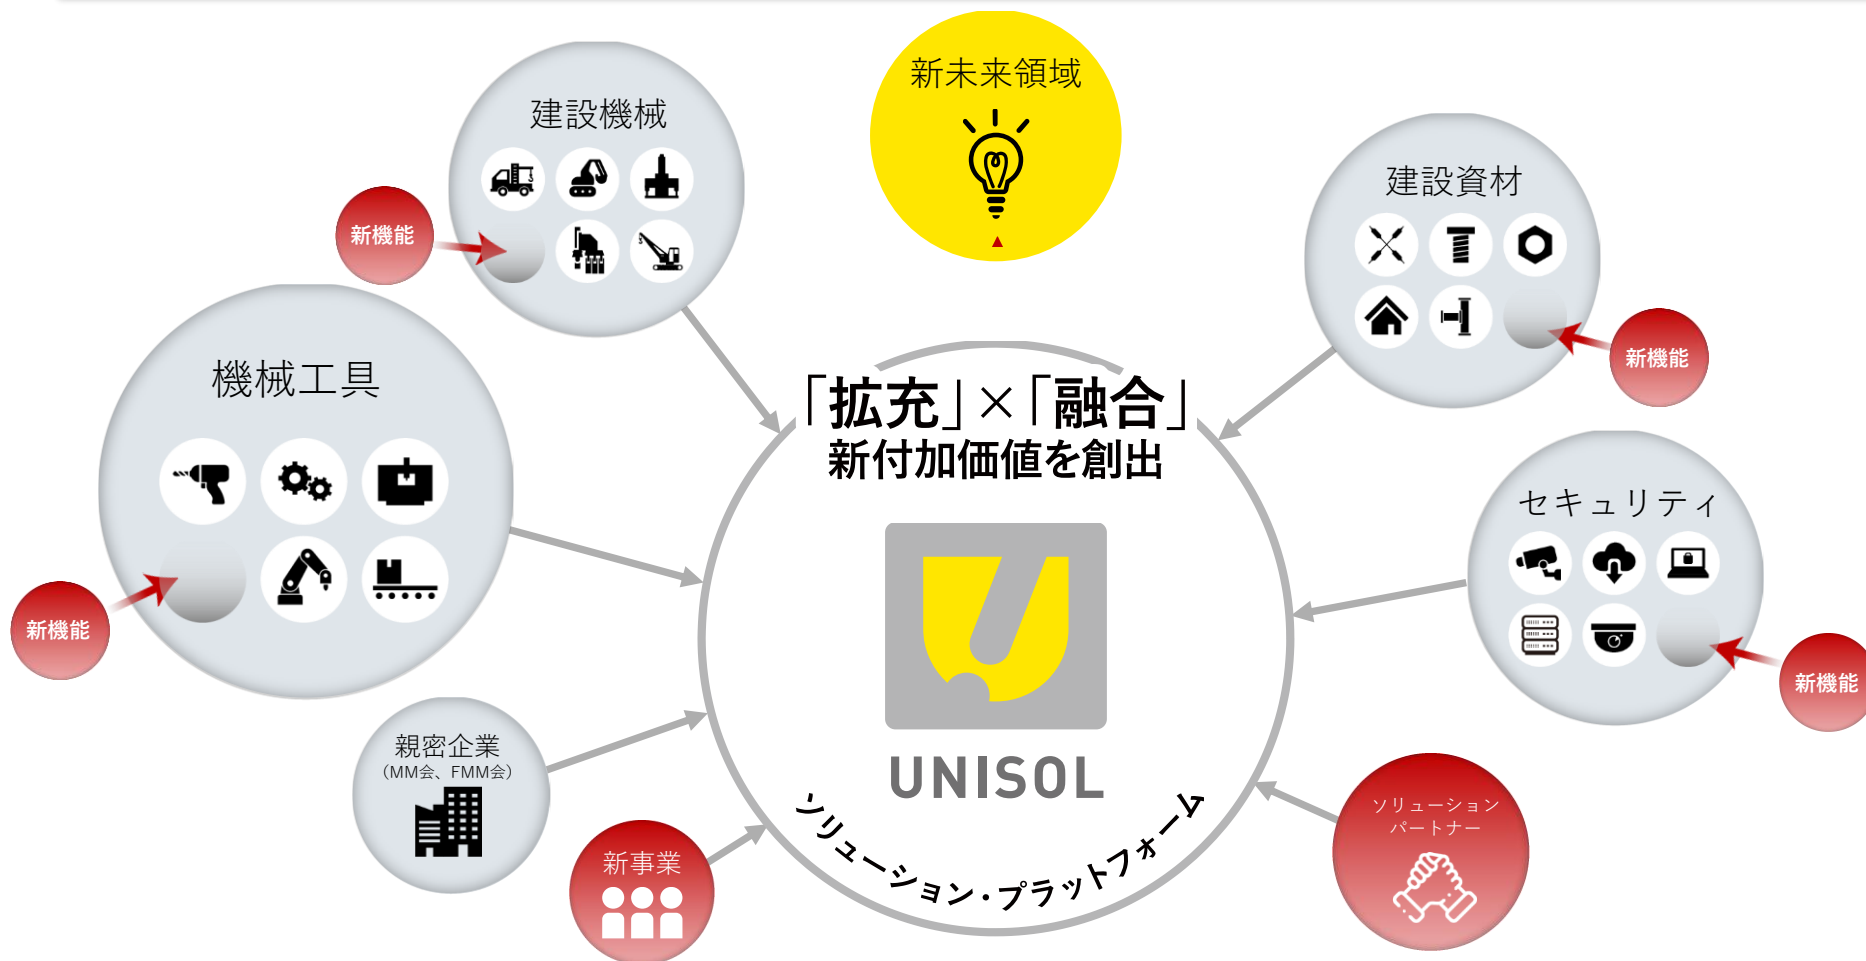 新未来領域
建設機械
新機能
建設資材
新機能
機械工具
新機能
「拡充」×「融合」
新付加価値を創出
セキュリティ
新機能
UNISOL
ソリューション・プラットフォーム
親密企業
(MM会、FMM会)
新事業
ソリューション
パートナー